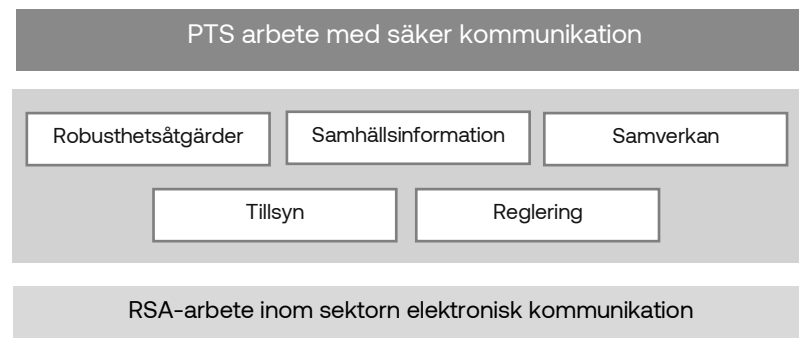 PTS arbete med säker kommunikation
Robusthetsåtgärder
Samhällsinformation
Samverkan
Tillsyn
Reglering
RSA-arbete inom sektorn elektronisk kommunikation